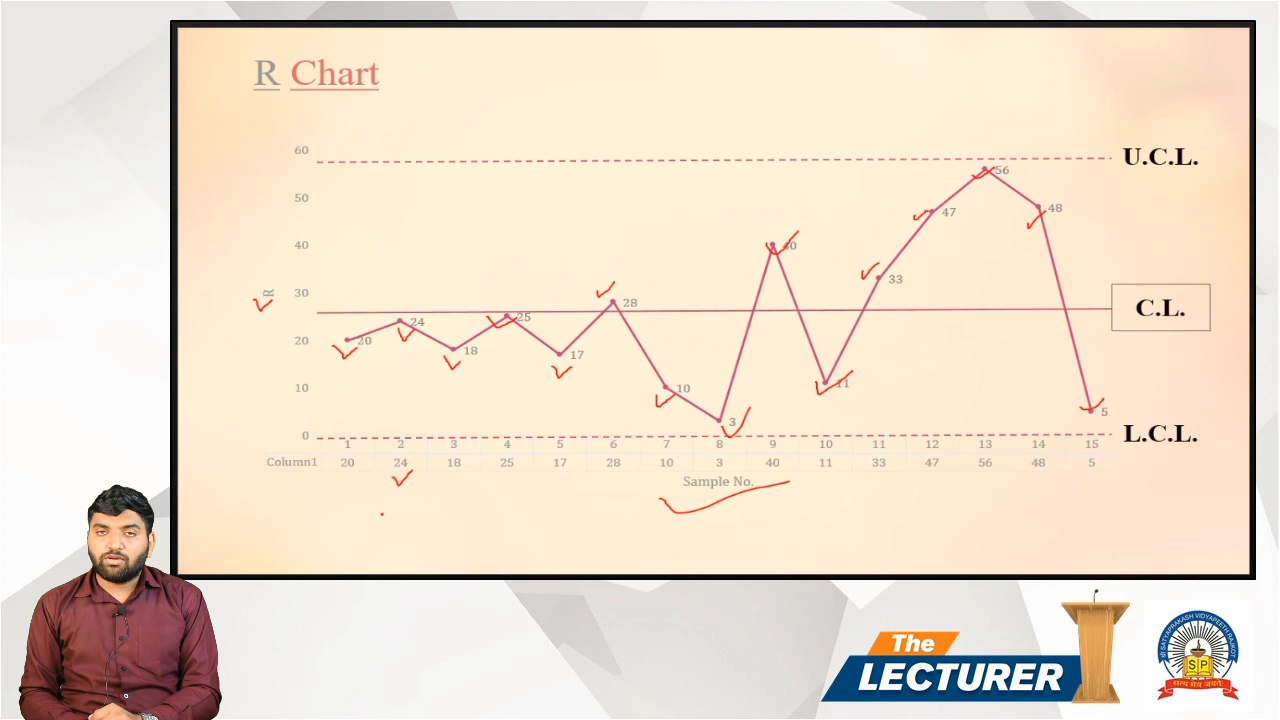 R Chart
60
U.C.L.
50
56
47
48
40
40
33
R
30
28
C.L.
24
25
20
20
18
17
10
10
11
3
5
0
L.C.L.
1 2 3 4 5 6 7 8 9 10 11 12 13 14 15
Column1 20 24 18 25 17 28 10 3 40 11 33 47 56 48 5
Sample No.
The
LECTURER
SP
सत्य मेव जयते